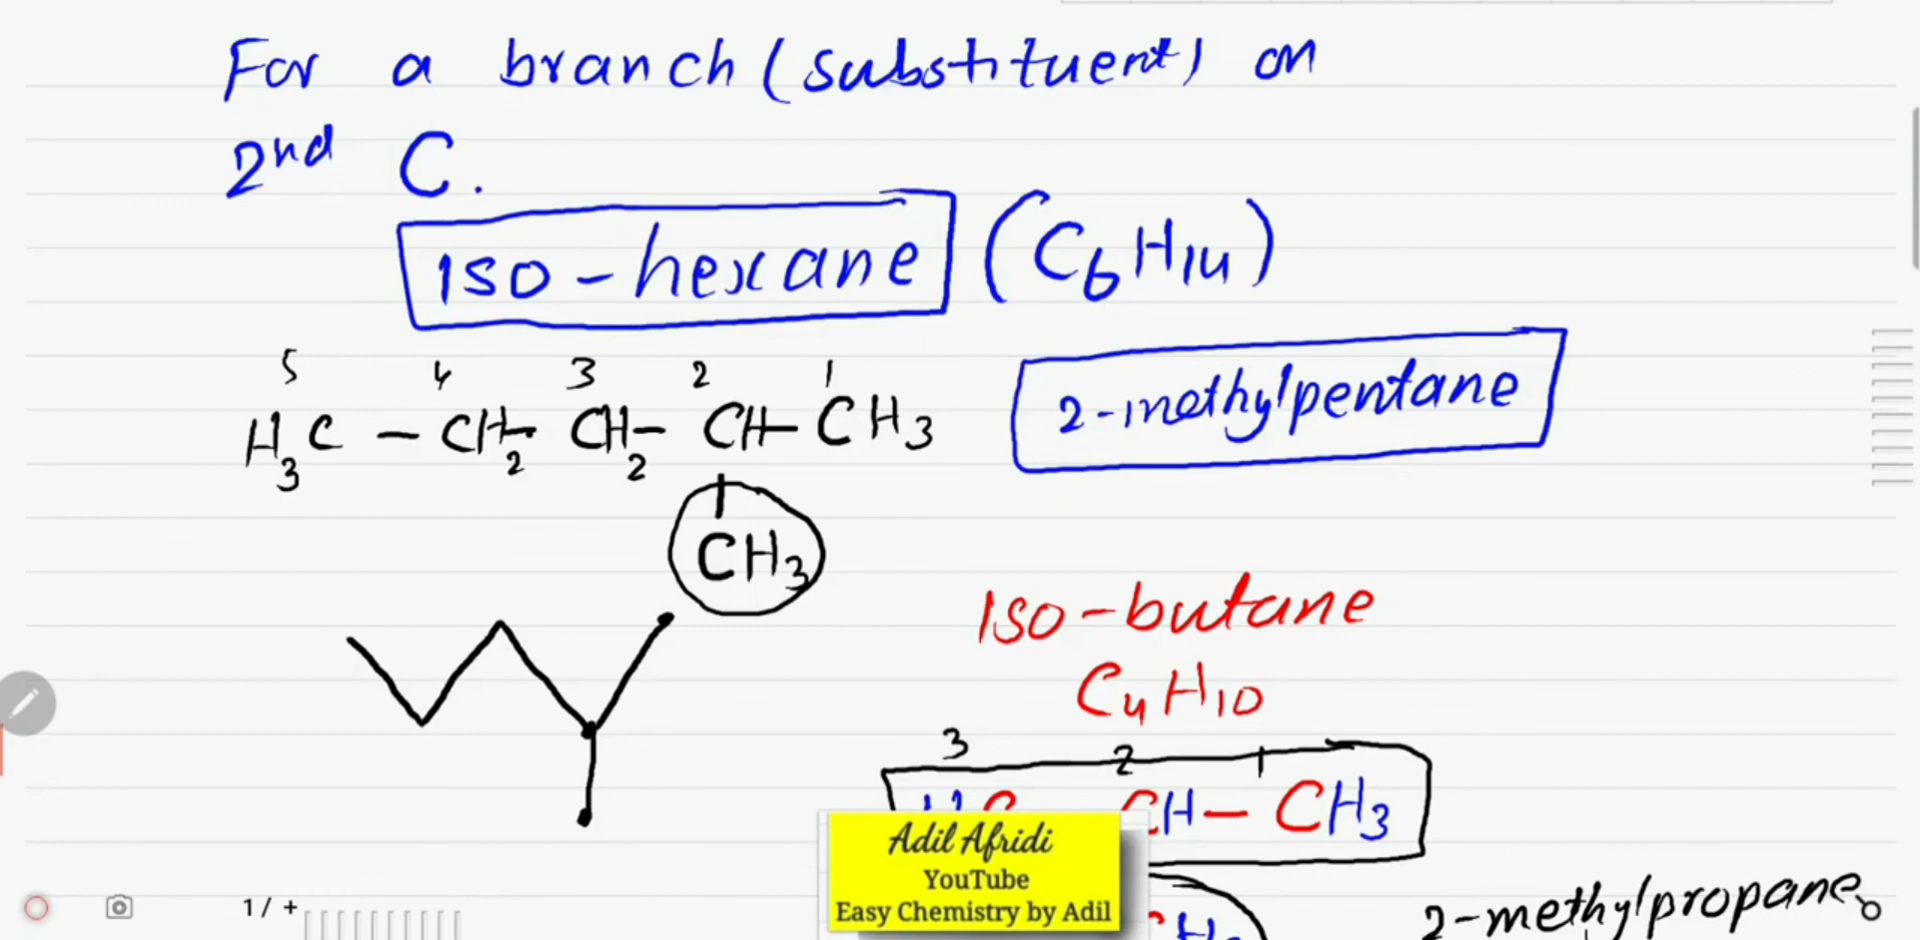 For a branch (substituent) on
2nd C.
ISO-hexane (C6H14)
5 4 3 2 1
H3C - CH2 - CH2 - CH - CH3
2-methylpentane
CH3
ISO-butane
C4H10
3 2 1
CH - CH3
Adil Afridi
YouTube
Easy Chemistry by Adil
2-methylpropane
1 / +